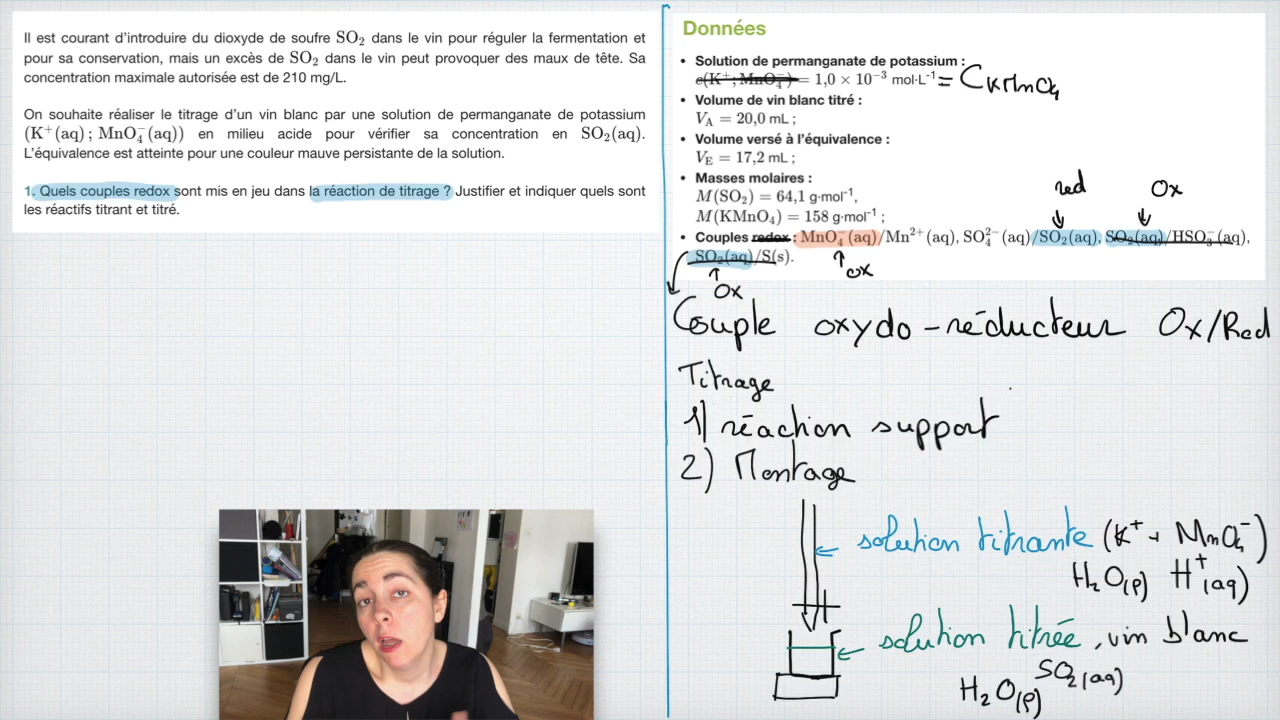 Il est courant d'introduire du dioxyde de soufre SO₂ dans le vin pour réguler la fermentation et
pour sa conservation, mais un excès de SO₂ dans le vin peut provoquer des maux de tête. Sa
concentration maximale autorisée est de 210 mg/L.
On souhaite réaliser le titrage d'un vin blanc par une solution de permanganate de potassium
(K⁺(aq) ; MnO₄⁻(aq)) en milieu acide pour vérifier sa concentration en SO₂(aq).
L'équivalence est atteinte pour une couleur mauve persistante de la solution.
1. Quels couples redox sont mis en jeu dans la réaction de titrage ? Justifier et indiquer quels sont
les réactifs titrant et titré.
Données
• Solution de permanganate de potassium :
c(K⁺ ; MnO₄⁻) = 1,0 × 10⁻³ mol·L⁻¹ = CKMnO₄
• Volume de vin blanc titré :
V_A = 20,0 mL ;
• Volume versé à l'équivalence :
V_E = 17,2 mL ;
• Masses molaires :
M(SO₂) = 64,1 g·mol⁻¹,
M(KMnO₄) = 158 g·mol⁻¹ ;
red Ox
• Couples redox : MnO₄⁻(aq)/Mn²⁺(aq), SO₄²⁻(aq)/SO₂(aq), SO₂(aq)/HSO₃⁻(aq),
SO₂(aq)/S(s).
Ox ox
Couple oxydo-réducteur Ox/Red
Titrage
1) réaction support
2) Montage
solution titrante (K⁺ + MnO₄⁻)
H₂O(l) H⁺(aq)
solution titrée, vin blanc
SO₂(aq)
H₂O(l)